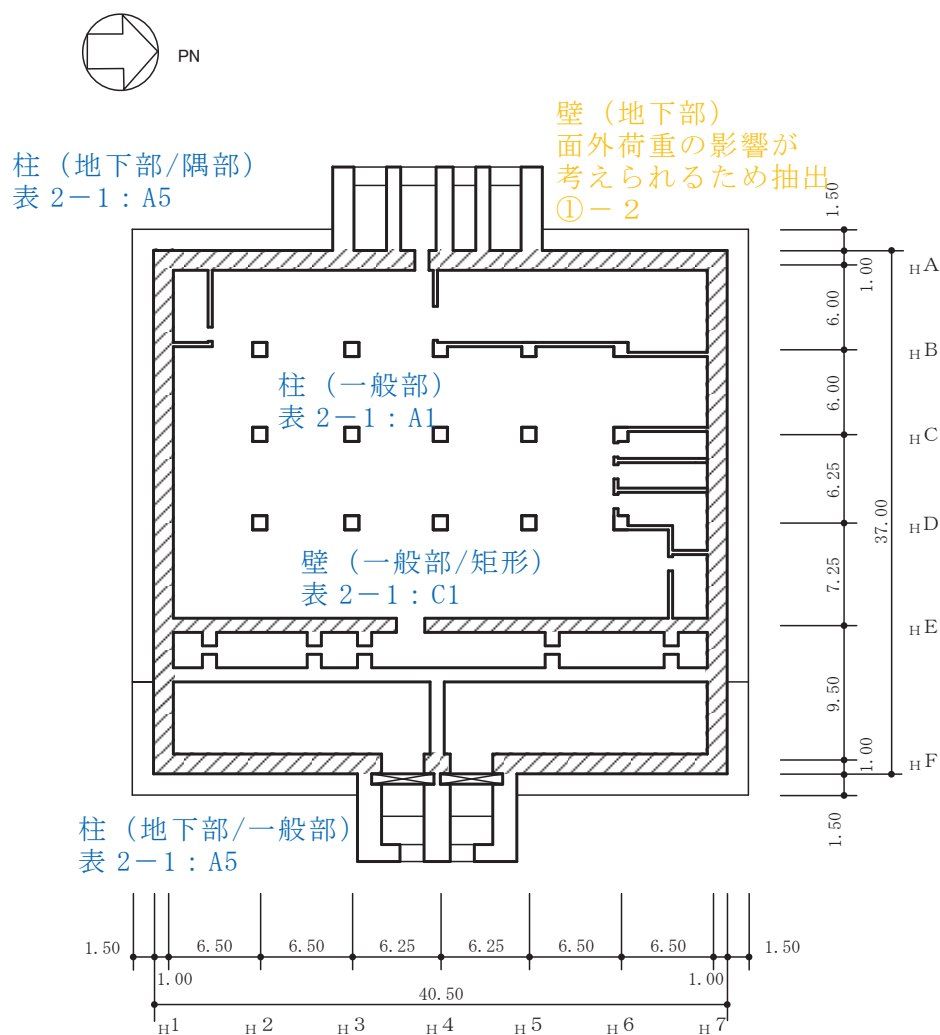 PN
壁（地下部）
面外荷重の影響が
考えられるため抽出
①－2
柱（地下部/隅部）
表2－1：A5
柱（一般部）
表2－1：A1
壁（一般部/矩形）
表2－1：C1
柱（地下部/一般部）
表2－1：A5
1.50
HA
1.00
6.00
HB
6.00
HC
6.25
37.00
HD
7.25
HE
9.50
1.00
HF
1.50
1.50 6.50 6.50 6.25 6.25 6.50 6.50 1.50
1.00 1.00
40.50
H1 H2 H3 H4 H5 H6 H7